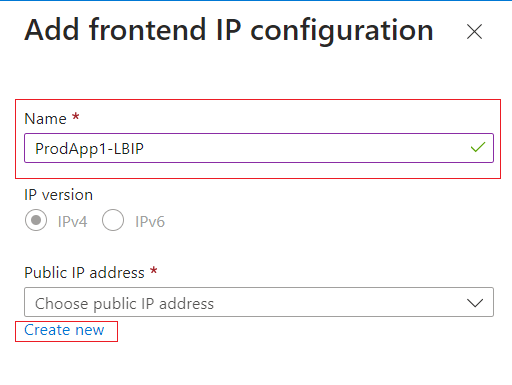 Add frontend IP configuration
Name *
ProdApp1-LBIP
IP version
IPv4 IPv6
Public IP address *
Choose public IP address
Create new